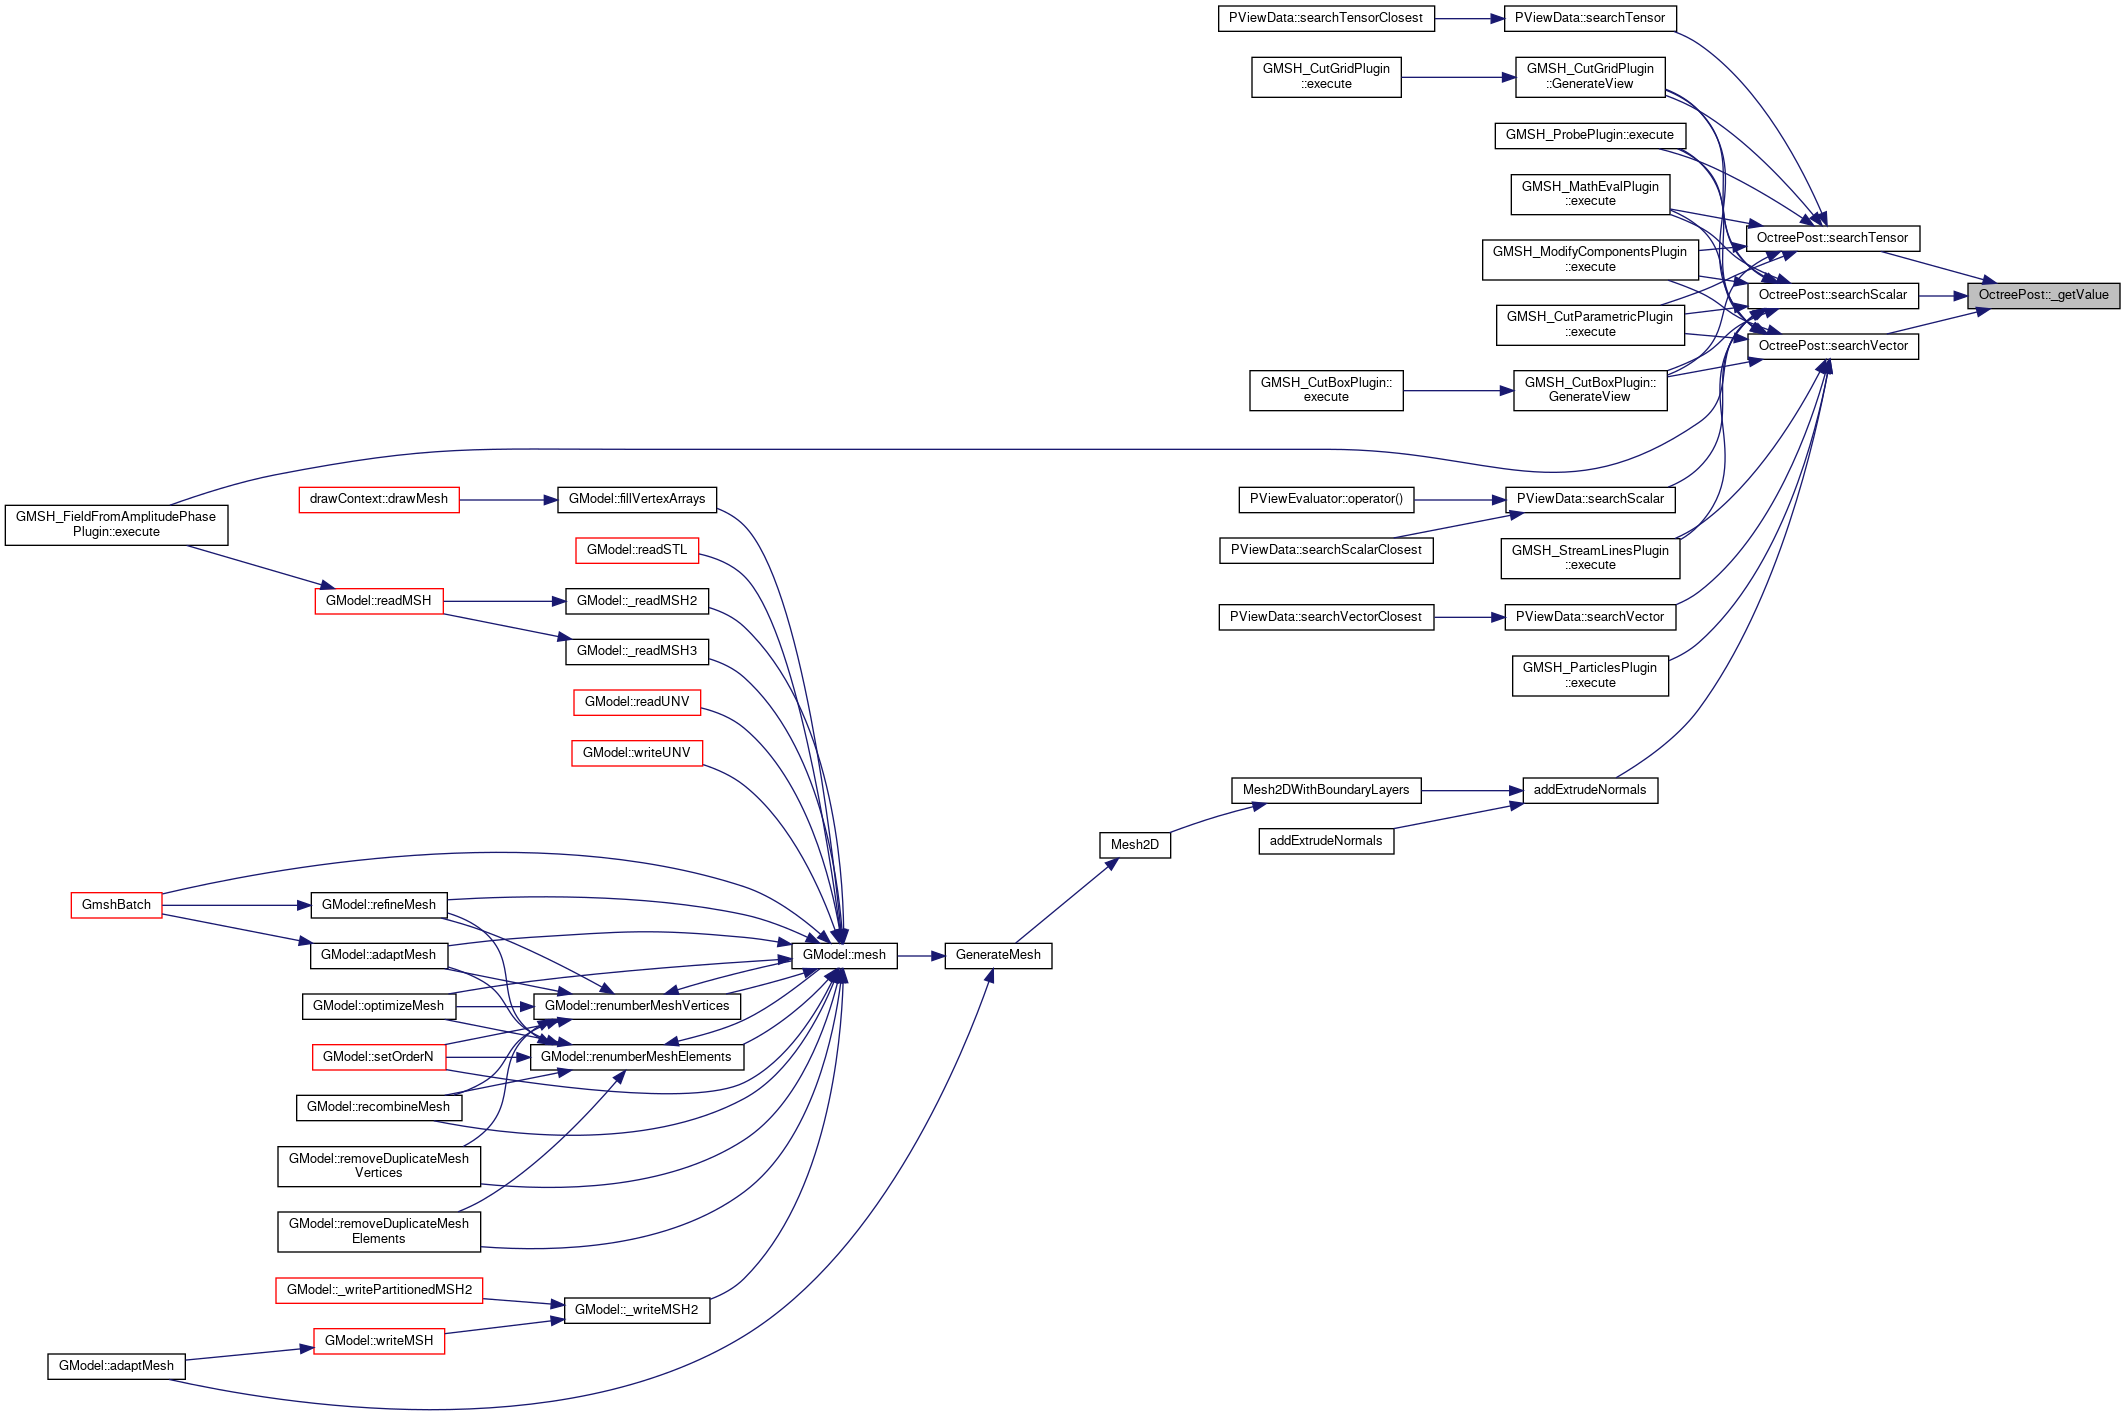 PViewData::searchTensorClosest
PViewData::searchTensor
GMSH_CutGridPlugin
::execute
GMSH_CutGridPlugin
::GenerateView
GMSH_ProbePlugin::execute
GMSH_MathEvalPlugin
::execute
OctreePost::searchTensor
GMSH_ModifyComponentsPlugin
::execute
OctreePost::searchScalar
OctreePost::_getValue
GMSH_CutParametricPlugin
::execute
OctreePost::searchVector
GMSH_CutBoxPlugin::
execute
GMSH_CutBoxPlugin::
GenerateView
drawContext::drawMesh
GModel::fillVertexArrays
PViewEvaluator::operator()
PViewData::searchScalar
GMSH_FieldFromAmplitudePhase
Plugin::execute
GModel::readSTL
PViewData::searchScalarClosest
GMSH_StreamLinesPlugin
::execute
GModel::readMSH
GModel::_readMSH2
PViewData::searchVectorClosest
PViewData::searchVector
GModel::_readMSH3
GMSH_ParticlesPlugin
::execute
GModel::readUNV
GModel::writeUNV
Mesh2DWithBoundaryLayers
addExtrudeNormals
Mesh2D
addExtrudeNormals
GmshBatch
GModel::refineMesh
GModel::adaptMesh
GModel::mesh
GenerateMesh
GModel::optimizeMesh
GModel::renumberMeshVertices
GModel::setOrderN
GModel::renumberMeshElements
GModel::recombineMesh
GModel::removeDuplicateMesh
Vertices
GModel::removeDuplicateMesh
Elements
GModel::_writePartitionedMSH2
GModel::_writeMSH2
GModel::writeMSH
GModel::adaptMesh